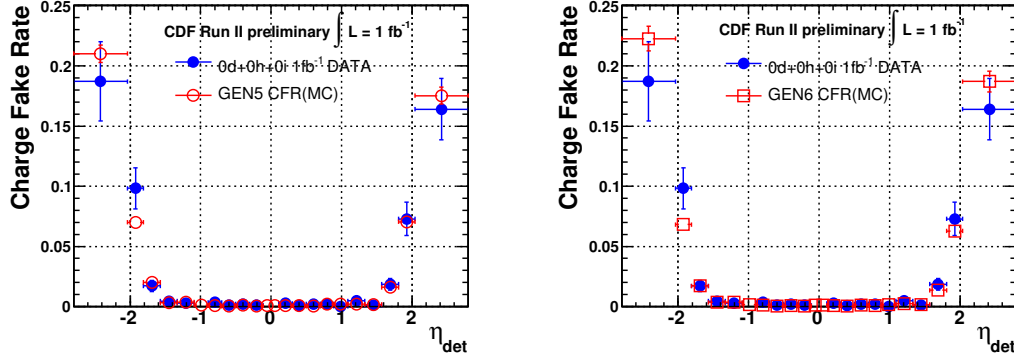 Charge Fake Rate
0.25
0.2
0.15
0.1
0.05
0
CDF Run II preliminary ∫ L = 1 fb⁻¹
0d+0h+0i 1fb⁻¹ DATA
GEN5 CFR(MC)
-2 -1 0 1 2
η_det
Charge Fake Rate
0.25
0.2
0.15
0.1
0.05
0
CDF Run II preliminary ∫ L = 1 fb⁻¹
0d+0h+0i 1fb⁻¹ DATA
GEN6 CFR(MC)
-2 -1 0 1 2
η_det